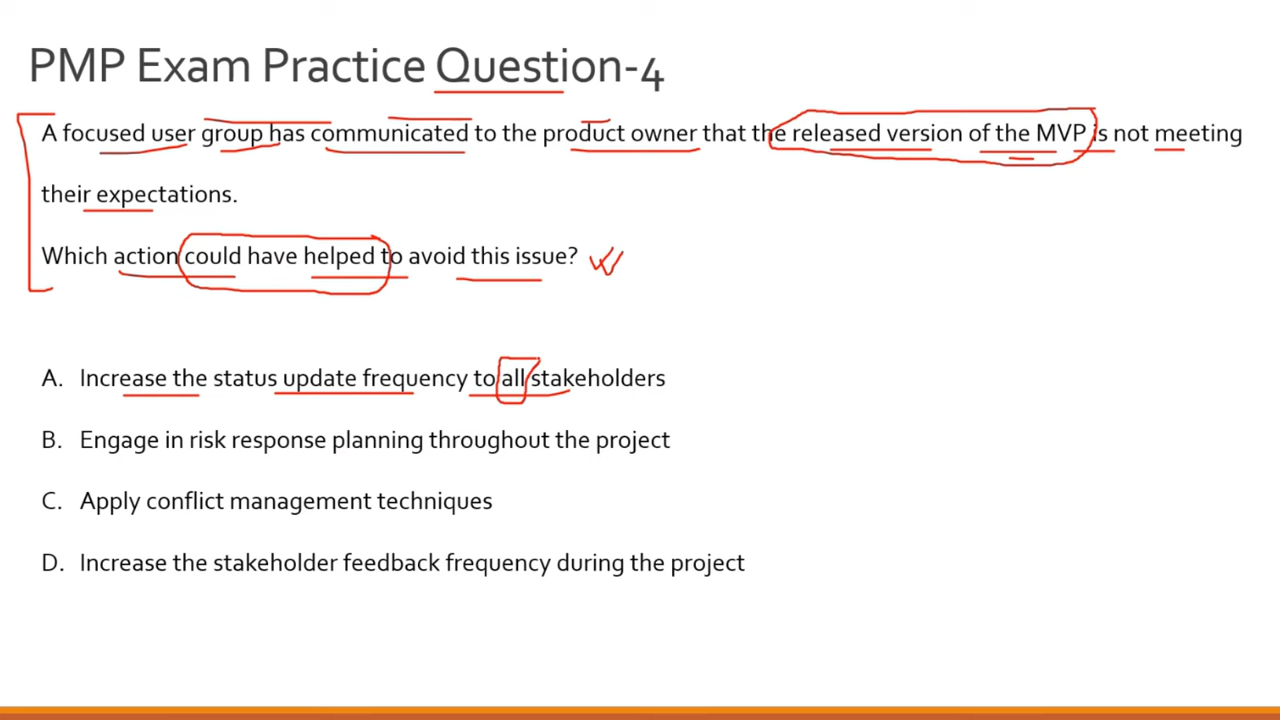 PMP Exam Practice Question-4
A focused user group has communicated to the product owner that the released version of the MVP is not meeting
their expectations.
Which action could have helped to avoid this issue?
A. Increase the status update frequency to all stakeholders
B. Engage in risk response planning throughout the project
C. Apply conflict management techniques
D. Increase the stakeholder feedback frequency during the project